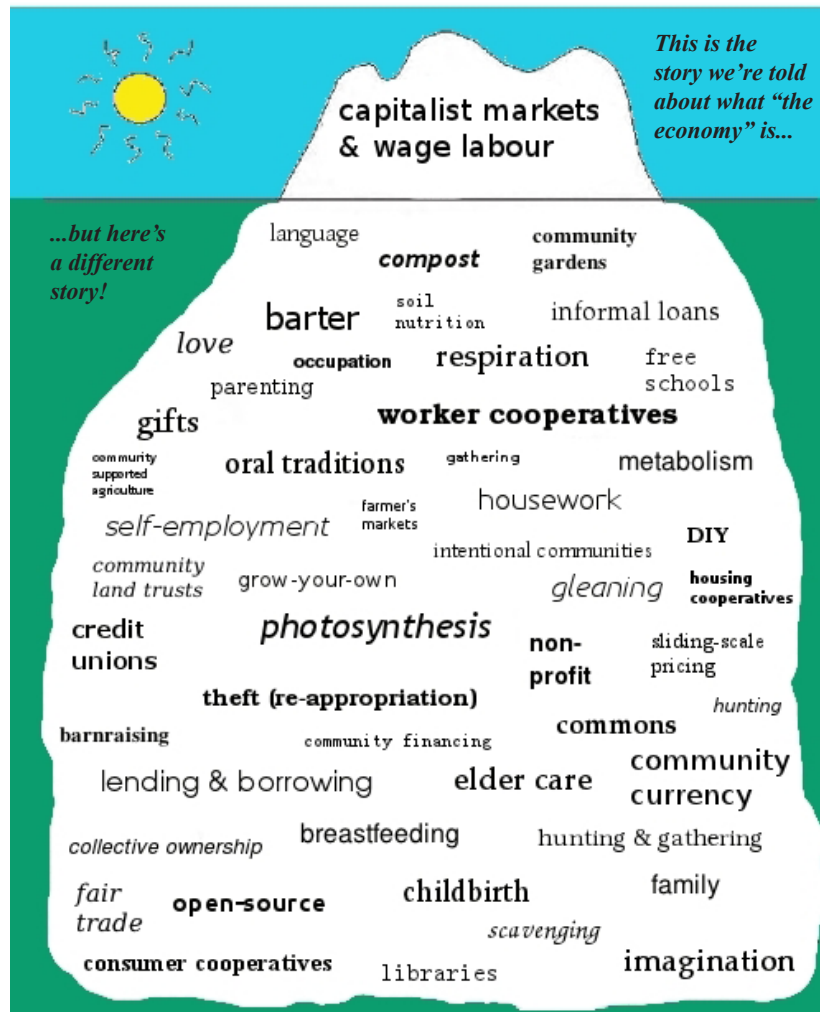 This is the
story we're told
about what "the
economy" is...
capitalist markets
& wage labour
...but here's
a different
story!
language
compost
community
gardens
barter
soil
nutrition
informal loans
love
occupation
respiration
free
schools
parenting
gifts
worker cooperatives
community
supported
agriculture
oral traditions
gathering
metabolism
self-employment
farmer's
markets
housework
DIY
intentional communities
community
land trusts
grow-your-own
gleaning
housing
cooperatives
credit
unions
photosynthesis
non-
profit
sliding-scale
pricing
theft (re-appropriation)
hunting
barnraising
community financing
commons
lending & borrowing
elder care
community
currency
collective ownership
breastfeeding
hunting & gathering
fair
trade
open-source
childbirth
family
scavenging
consumer cooperatives
libraries
imagination